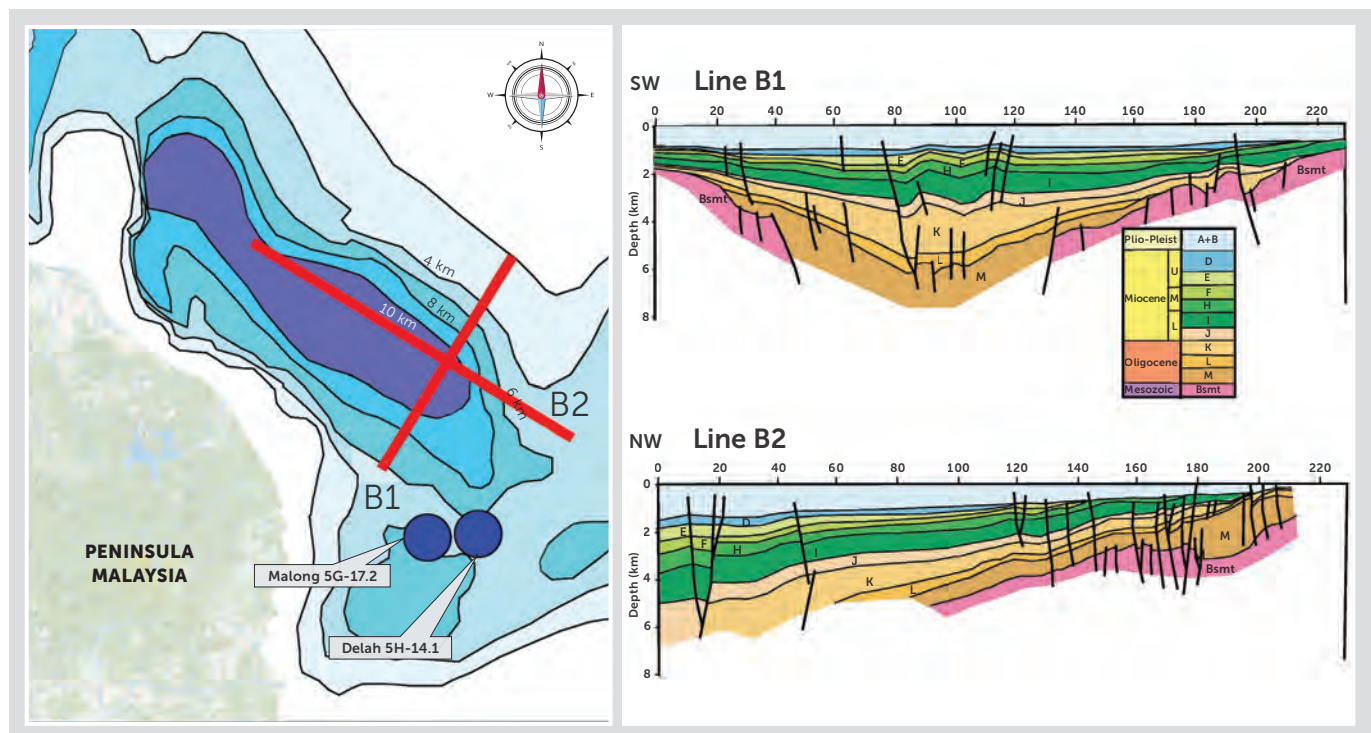 N
W
E
S
4 km
8 km
10 km
6 km
B2
B1
PENINSULA
MALAYSIA
Malong 5G-17.2
Delah 5H-14.1
SW Line B1
0 20 40 60 80 100 120 140 160 180 200 220
Depth (km)
0
2
4
6
8
Bsmt
E
F
H
I
J
K
L
M
Bsmt
Plio-Pleist A+B
Miocene U M L
D
E
F
H
I
J
Oligocene K
L
M
Mesozoic Bsmt
NW Line B2
0 20 40 60 80 100 120 140 160 180 200 220
Depth (km)
0
2
4
6
8
D
E
F
H
I
J
K
L
M
Bsmt